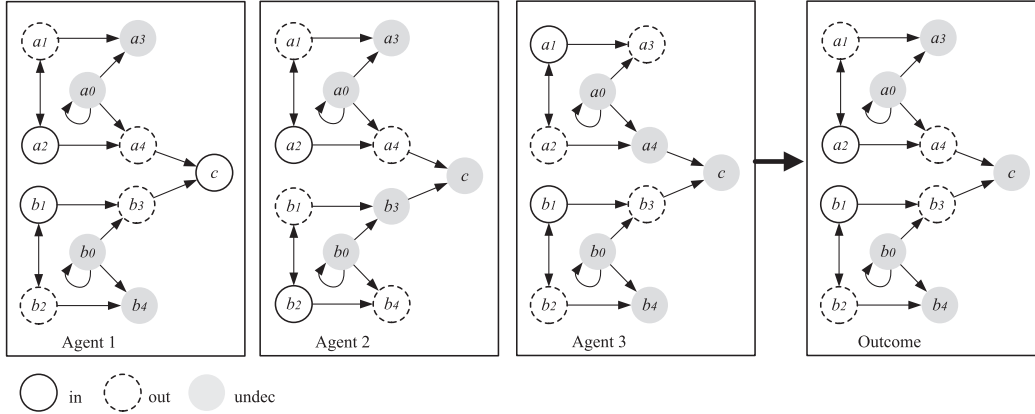 a1 a3
a0
a2 a4
c
b1 b3
b0
b2 b4
Agent 1
a1 a3
a0
a2 a4
c
b1 b3
b0
b2 b4
Agent 2
a1 a3
a0
a2 a4
c
b1 b3
b0
b2 b4
Agent 3
a1 a3
a0
a2 a4
c
b1 b3
b0
b2 b4
Outcome
in out undec